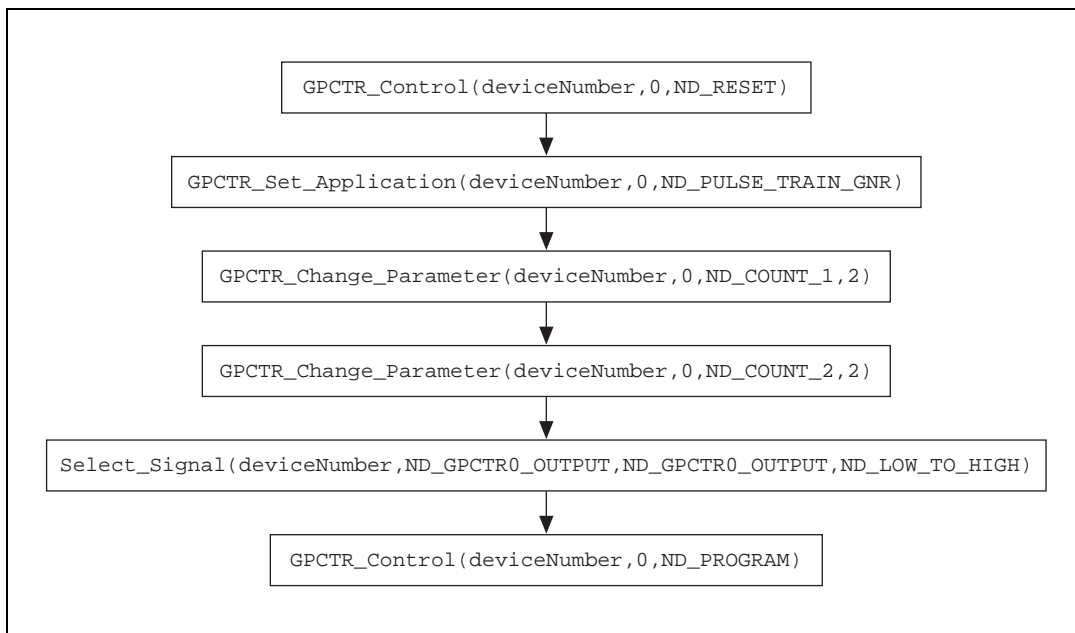 GPCTR_Control(deviceNumber,0,ND_RESET)
GPCTR_Set_Application(deviceNumber,0,ND_PULSE_TRAIN_GNR)
GPCTR_Change_Parameter(deviceNumber,0,ND_COUNT_1,2)
GPCTR_Change_Parameter(deviceNumber,0,ND_COUNT_2,2)
Select_Signal(deviceNumber,ND_GPCTR0_OUTPUT,ND_GPCTR0_OUTPUT,ND_LOW_TO_HIGH)
GPCTR_Control(deviceNumber,0,ND_PROGRAM)